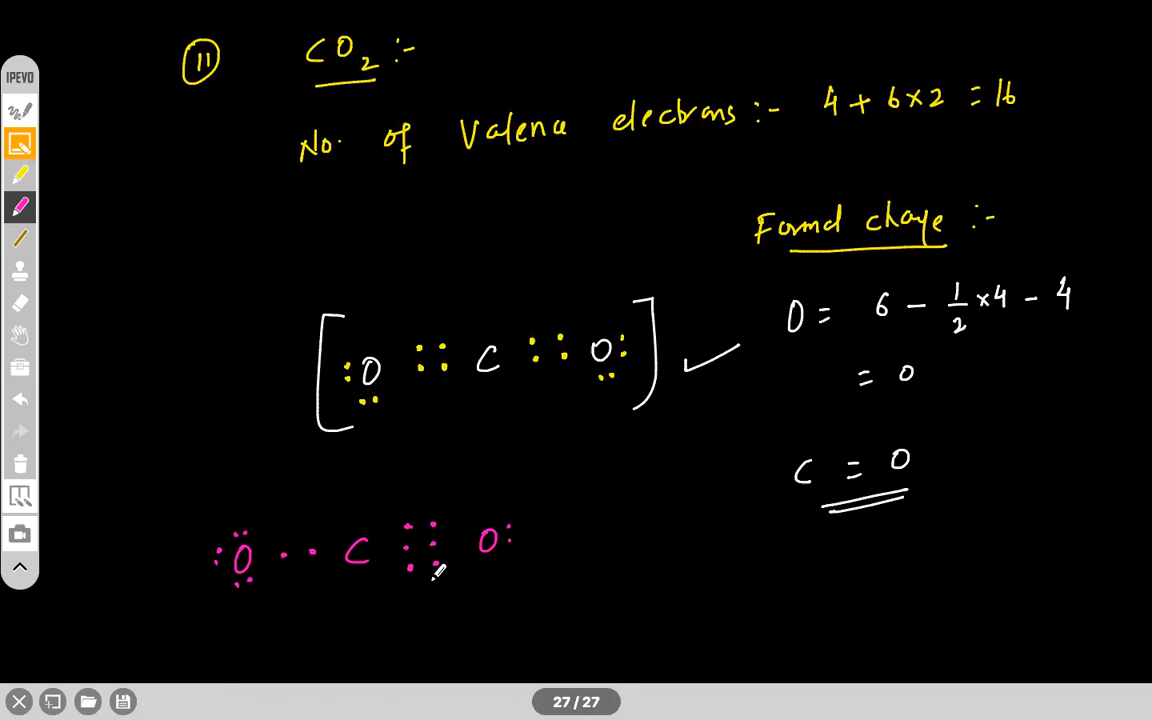 IPEVO
11 CO2 :-
No. of Valence electrons :- 4 + 6 × 2 = 16
Formal charge :-
O = 6 - 1/2 × 4 - 4
= 0
[:O :: C :: O:]
C = 0
:O · · C ::: O:
27 / 27